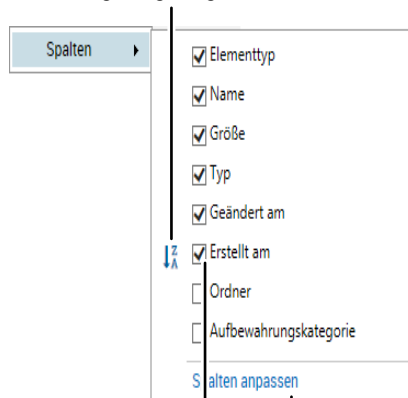 Spalten
Elementtyp
Name
Größe
Typ
Geändert am
Erstellt am
Ordner
Aufbewahrungskategorie
Spalten anpassen